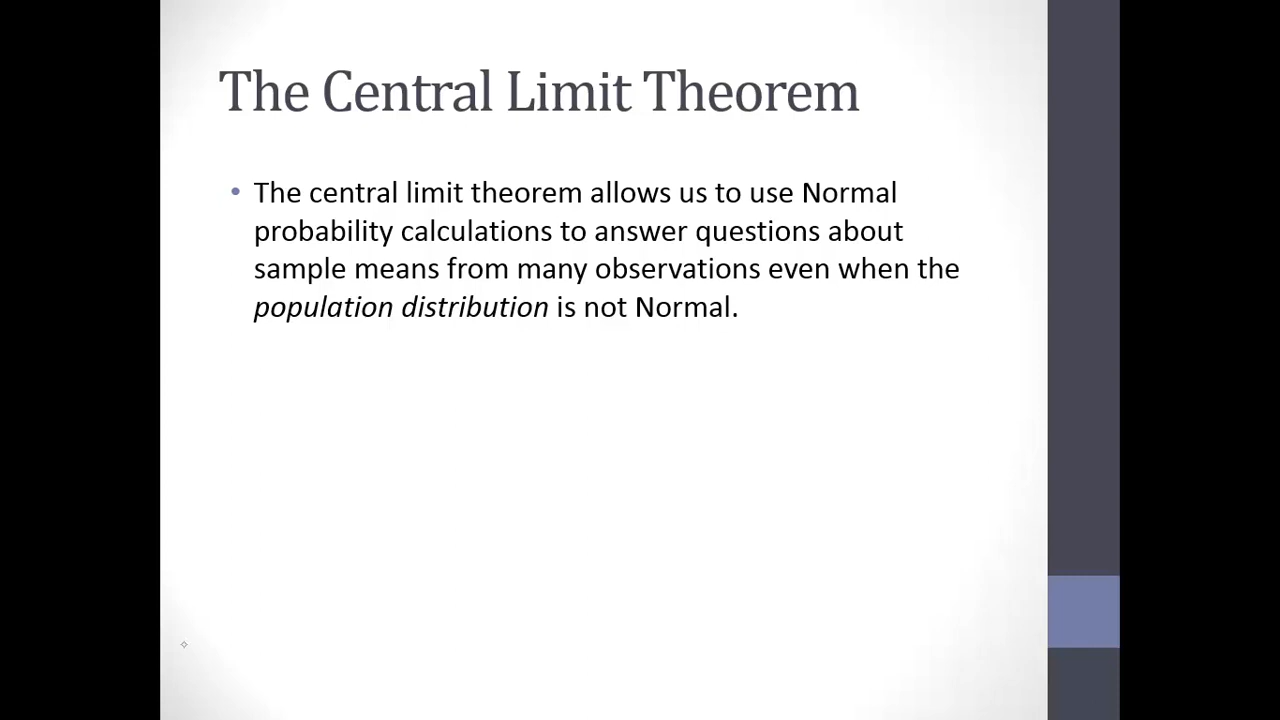 The Central Limit Theorem
• The central limit theorem allows us to use Normal
probability calculations to answer questions about
sample means from many observations even when the
population distribution is not Normal.